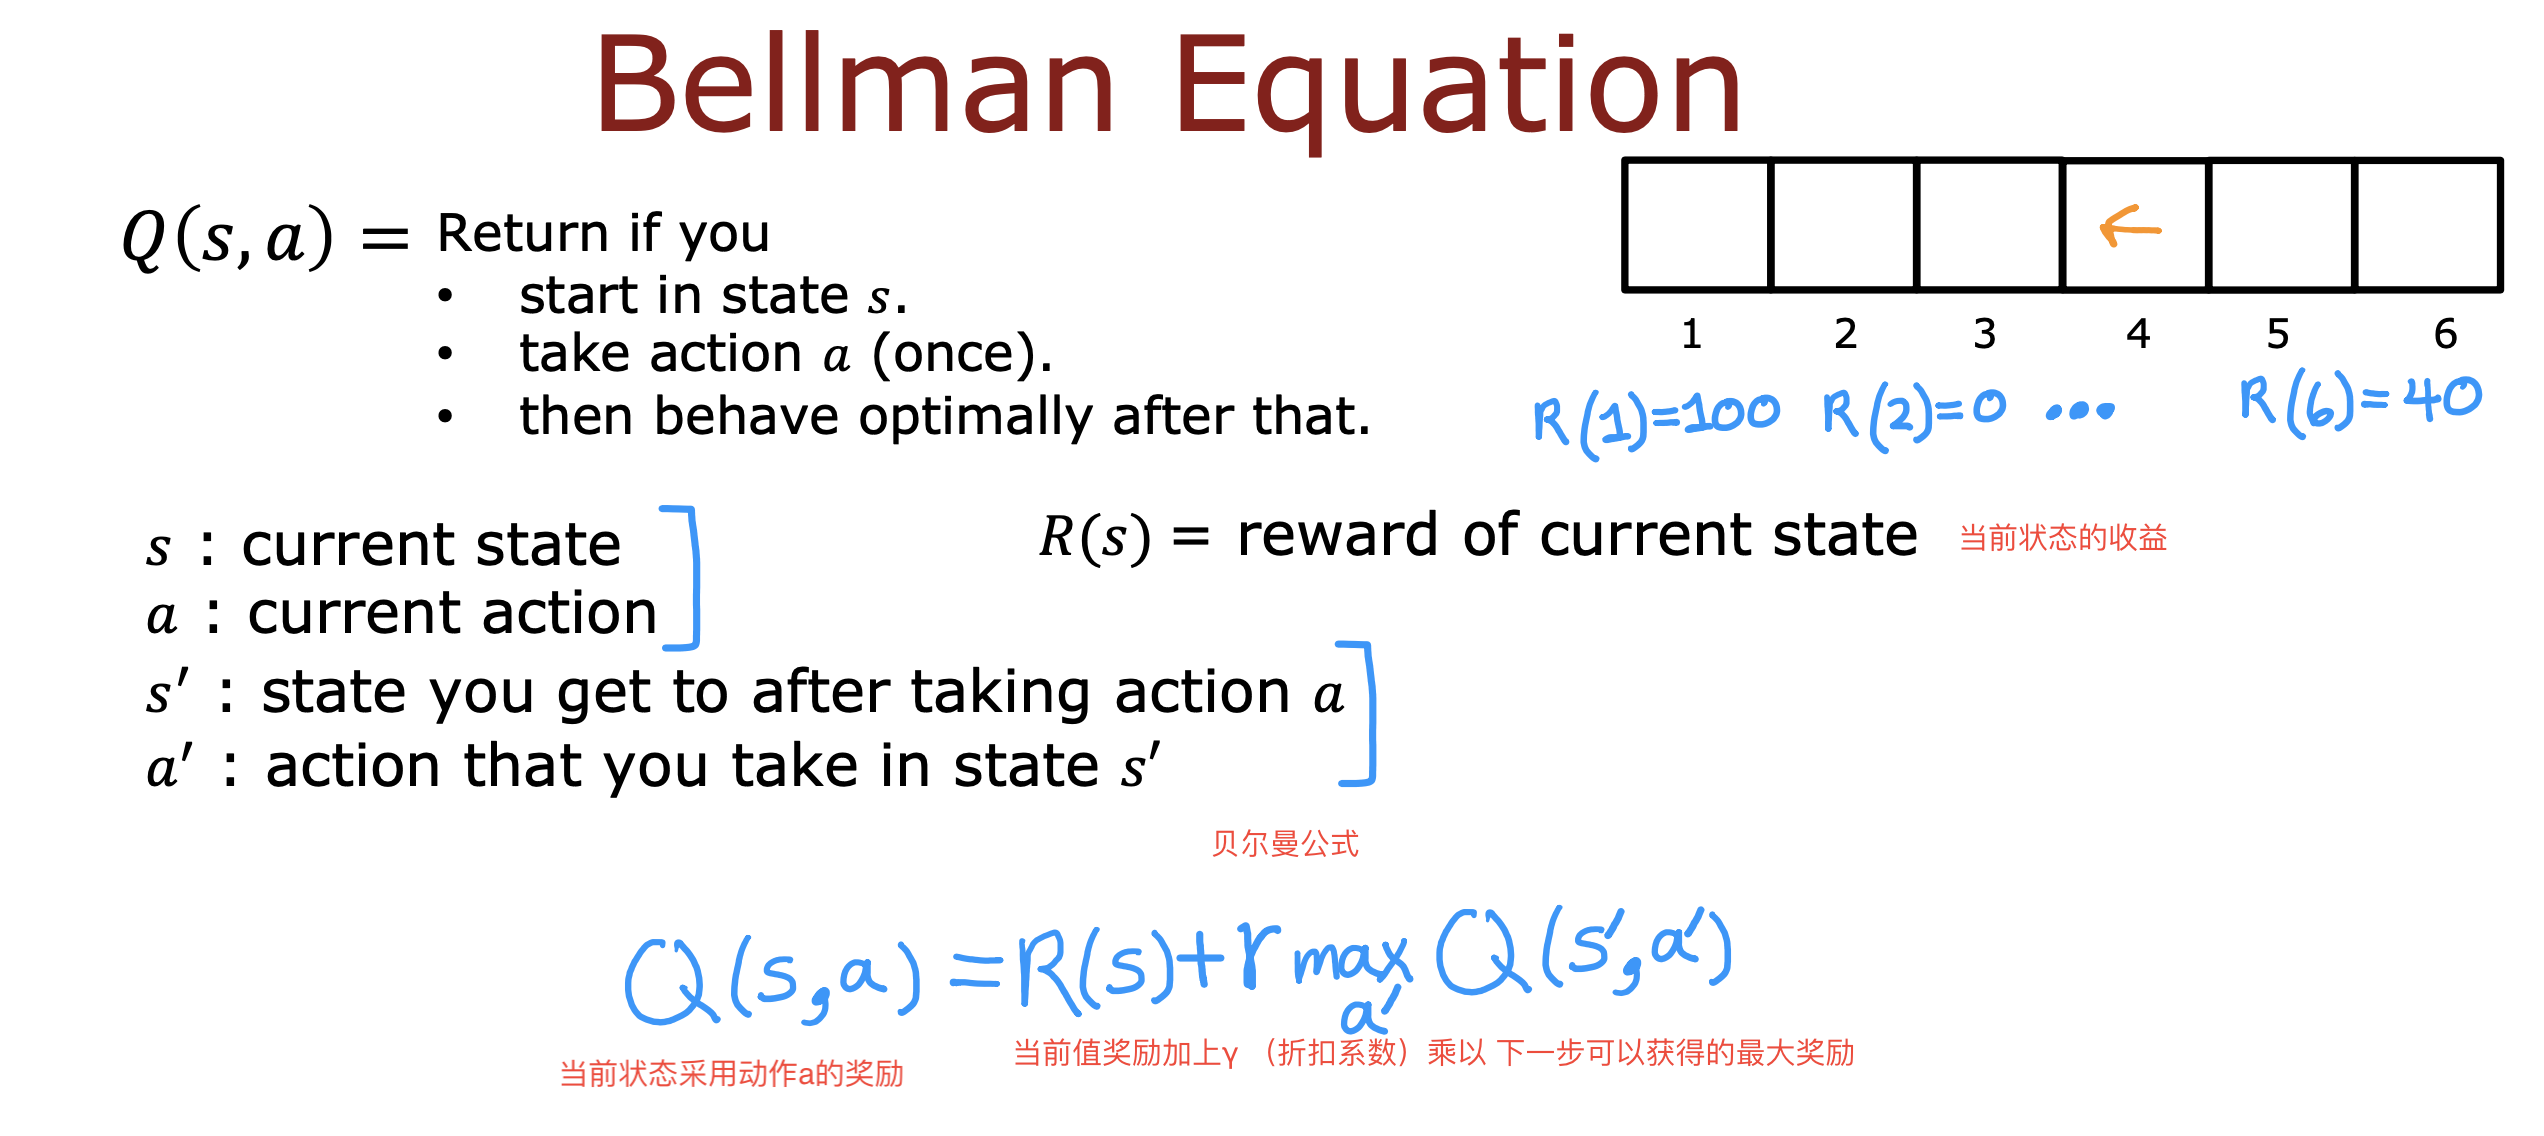 Bellman Equation
Q(s, a) = Return if you
• start in state s.
• take action a (once).
• then behave optimally after that.
←
1 2 3 4 5 6
R(1)=100 R(2)=0 ... R(6)=40
s : current state
a : current action
R(s) = reward of current state 当前状态的收益
s′ : state you get to after taking action a
a′ : action that you take in state s′
贝尔曼公式
Q(s,a) = R(s)+γ max Q(s′,a′)
a′
当前状态采用动作a的奖励
当前值奖励加上γ （折扣系数）乘以 下一步可以获得的最大奖励